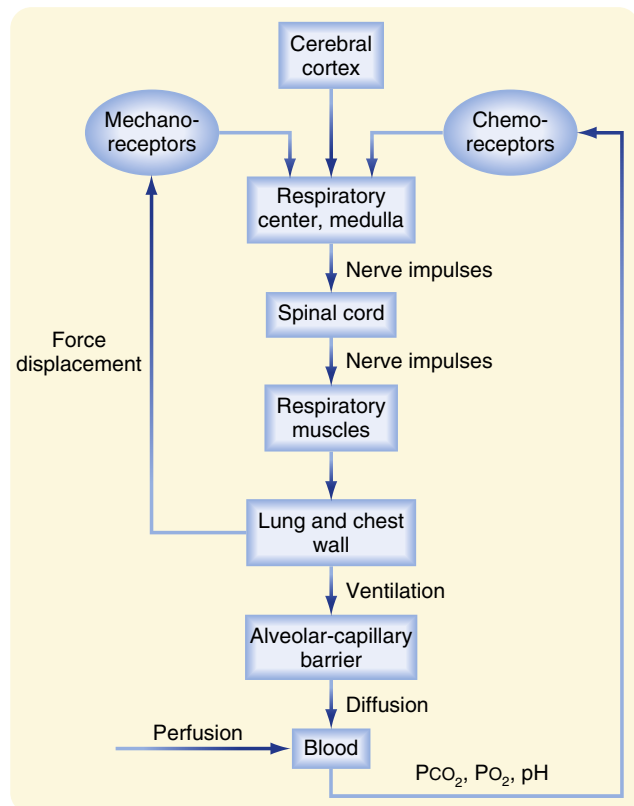 Cerebral
cortex
Mechano-
receptors
Chemo-
receptors
Respiratory
center, medulla
Nerve impulses
Spinal cord
Force
displacement
Nerve impulses
Respiratory
muscles
Lung and chest
wall
Ventilation
Alveolar-capillary
barrier
Diffusion
Perfusion
Blood
PCO₂, PO₂, pH